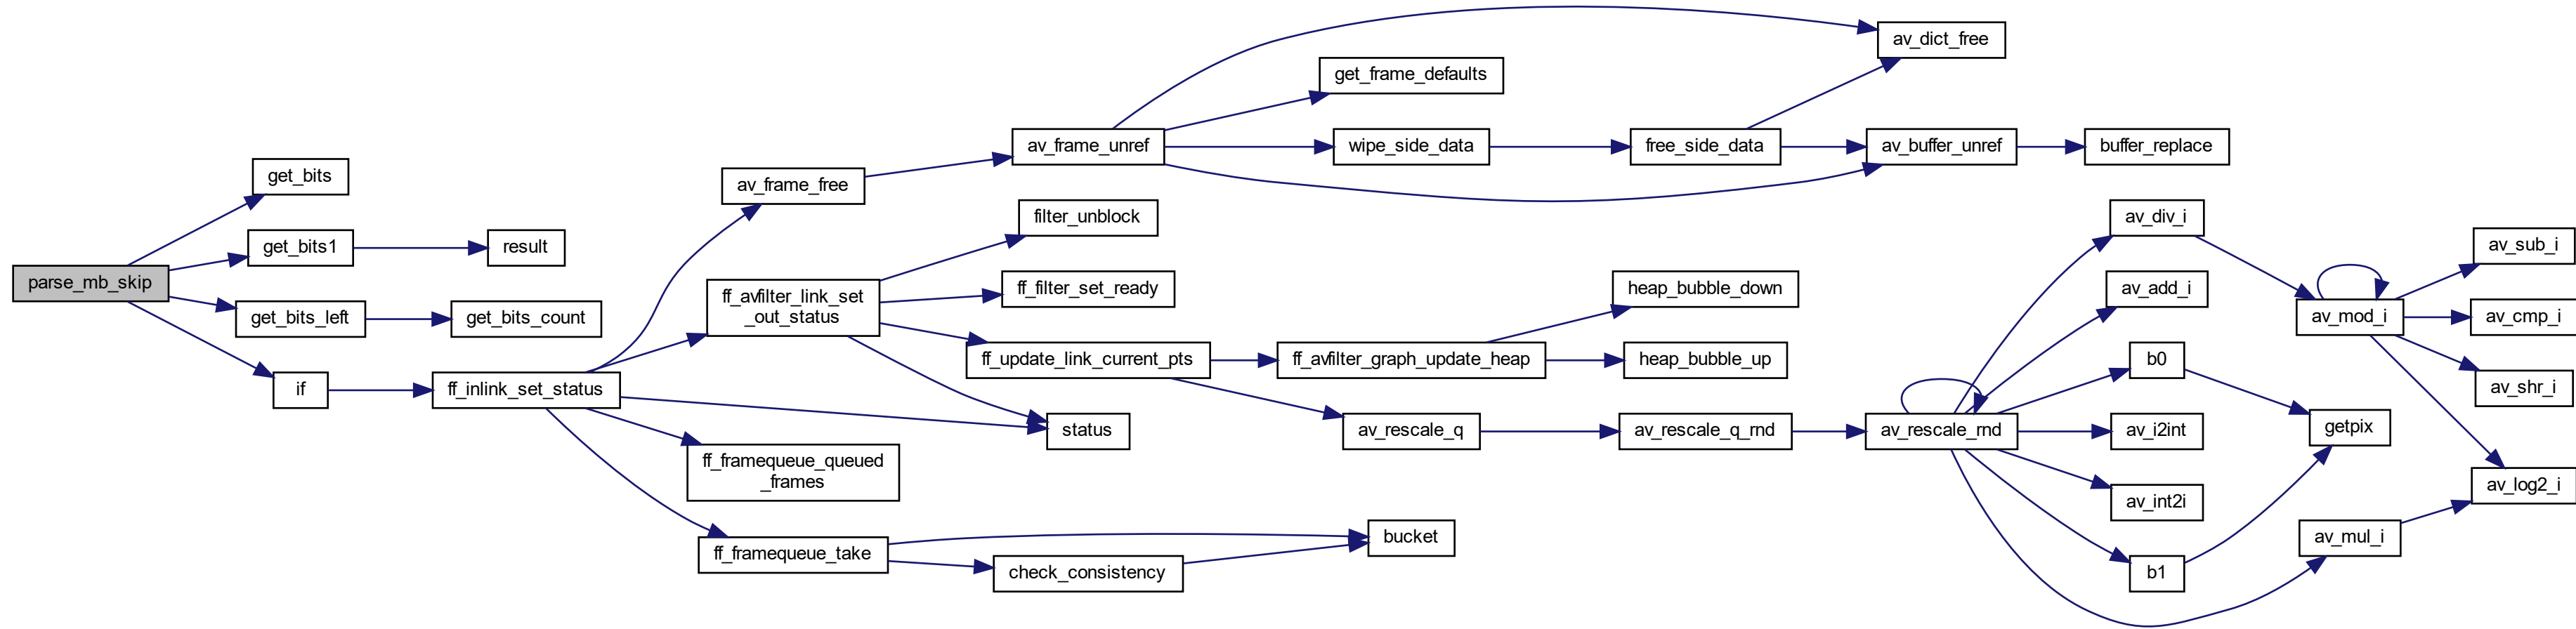 parse_mb_skip
get_bits
get_bits1
result
get_bits_left
get_bits_count
if
ff_inlink_set_status
av_frame_free
av_frame_unref
av_dict_free
get_frame_defaults
wipe_side_data
free_side_data
av_buffer_unref
buffer_replace
ff_avfilter_link_set
_out_status
filter_unblock
ff_filter_set_ready
ff_update_link_current_pts
ff_avfilter_graph_update_heap
heap_bubble_down
heap_bubble_up
status
av_rescale_q
av_rescale_q_rnd
av_rescale_rnd
av_div_i
av_add_i
b0
av_i2int
av_int2i
b1
av_mod_i
getpix
av_mul_i
av_sub_i
av_cmp_i
av_shr_i
av_log2_i
ff_framequeue_queued
_frames
ff_framequeue_take
check_consistency
bucket